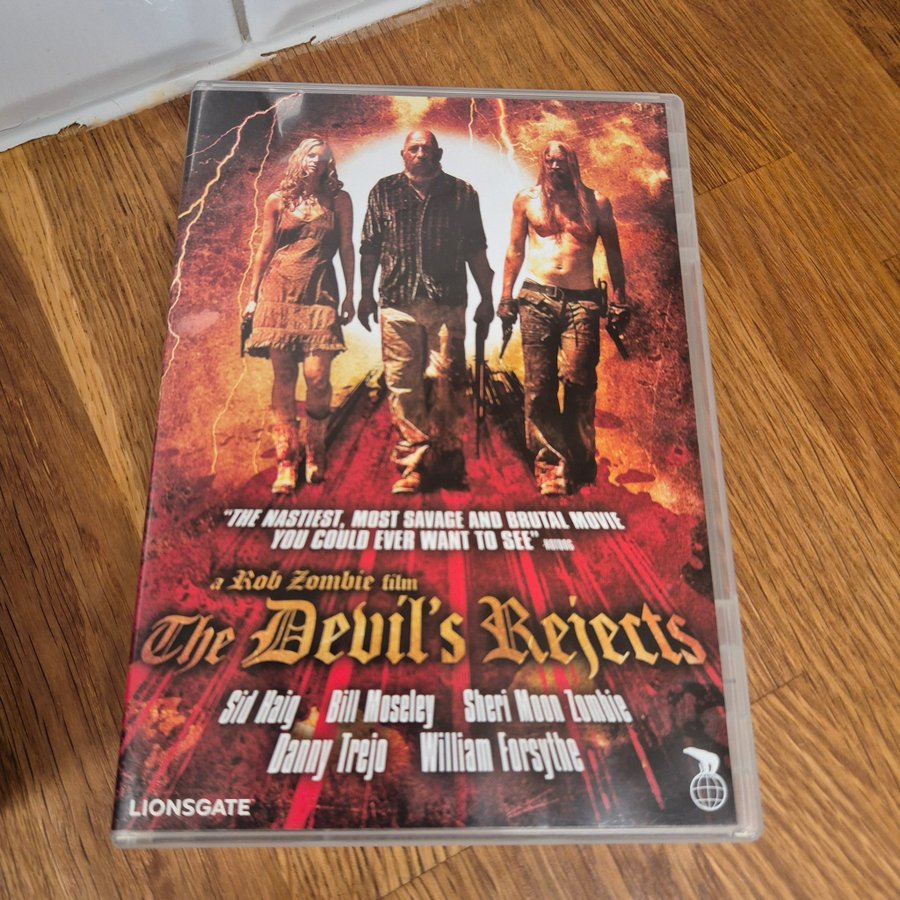 "THE NASTIEST, MOST SAVAGE AND BRUTAL MOVIE
YOU COULD EVER WANT TO SEE" -HOTDOG
a Rob Zombie film
The Devil's Rejects
Sid Haig Bill Moseley Sheri Moon Zombie
Danny Trejo William Forsythe
LIONSGATE